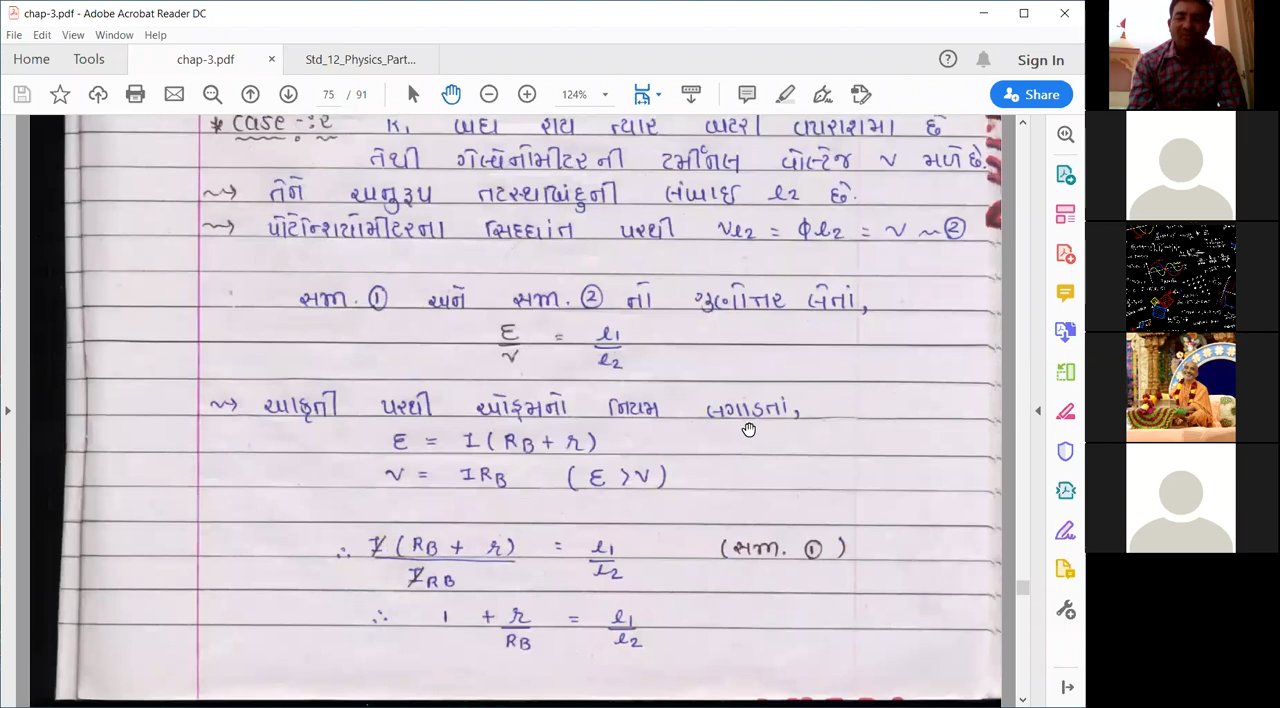 chap-3.pdf - Adobe Acrobat Reader DC
File Edit View Window Help
Home Tools chap-3.pdf × Std_12_Physics_Part... Sign In
75 / 91 124% Share
* Case :- ૨ K, બંધ હોય ત્યારે છે
તેથી ગેલ્વેનોમીટરની ટર્મીનલ વોલ્ટેજ V મળે છે.
~> તેને અનુરૂપ તટસ્થબિંદુની લંબાઇ l2 છે.
~> પોટેન્શિયોમીટરના સિદ્ધાંત પરથી Vl2 = ϕl2 = V ~ ②
સમ. ① અને સમ. ② નો ગુણોત્તર લેતાં,
ε/V = l1/l2
~> આકૃતી પરથી ઓહમનો નિયમ લગાડતાં,
ε = I(RB + r)
V = IRB (ε > V)
∴ I(RB + r)/IRB = l1/l2 (સમ. ①)
∴ 1 + r/RB = l1/l2